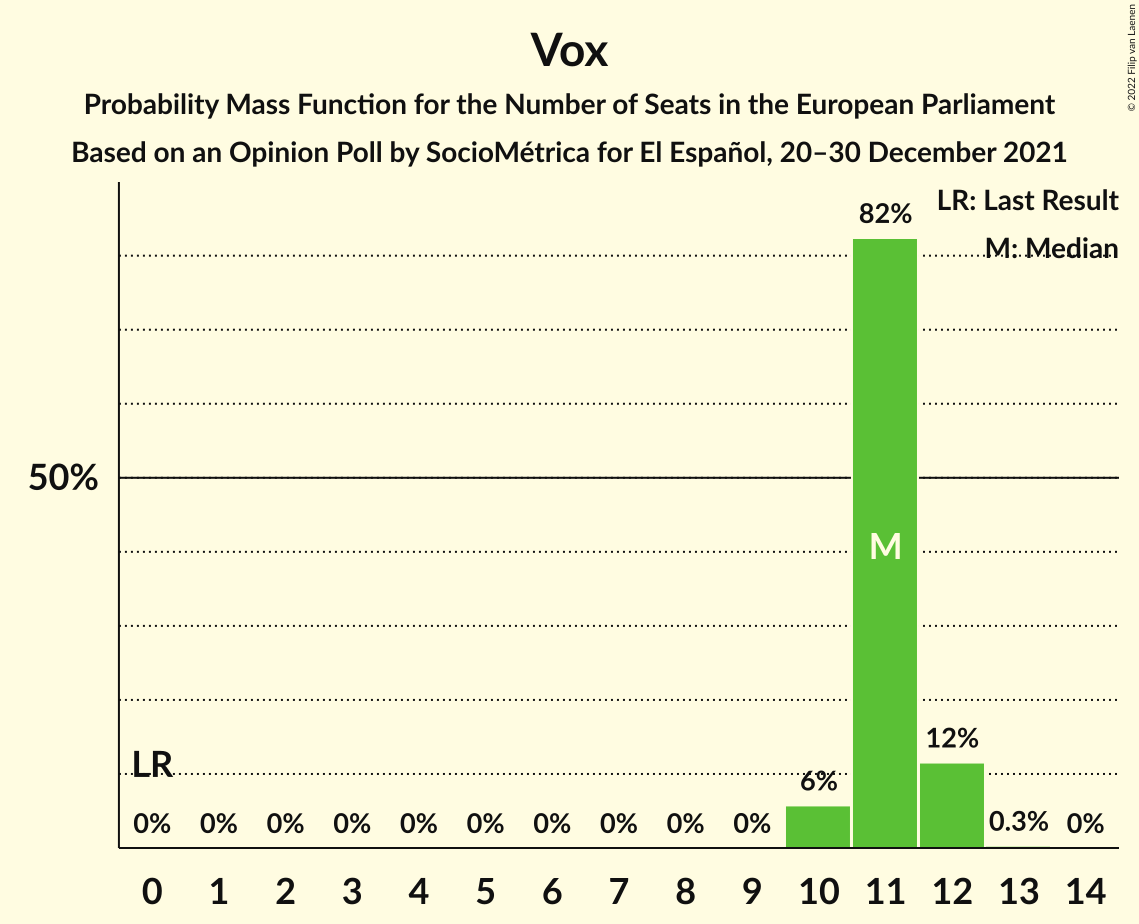 Vox
Probability Mass Function for the Number of Seats in the European Parliament
Based on an Opinion Poll by SocioMétrica for El Español, 20–30 December 2021
© 2022 Filip van Laenen
LR: Last Result
M: Median
82%
50%
M
LR
12%
6%
0% 0% 0% 0% 0% 0% 0% 0% 0% 0% 0.3% 0%
0 1 2 3 4 5 6 7 8 9 10 11 12 13 14